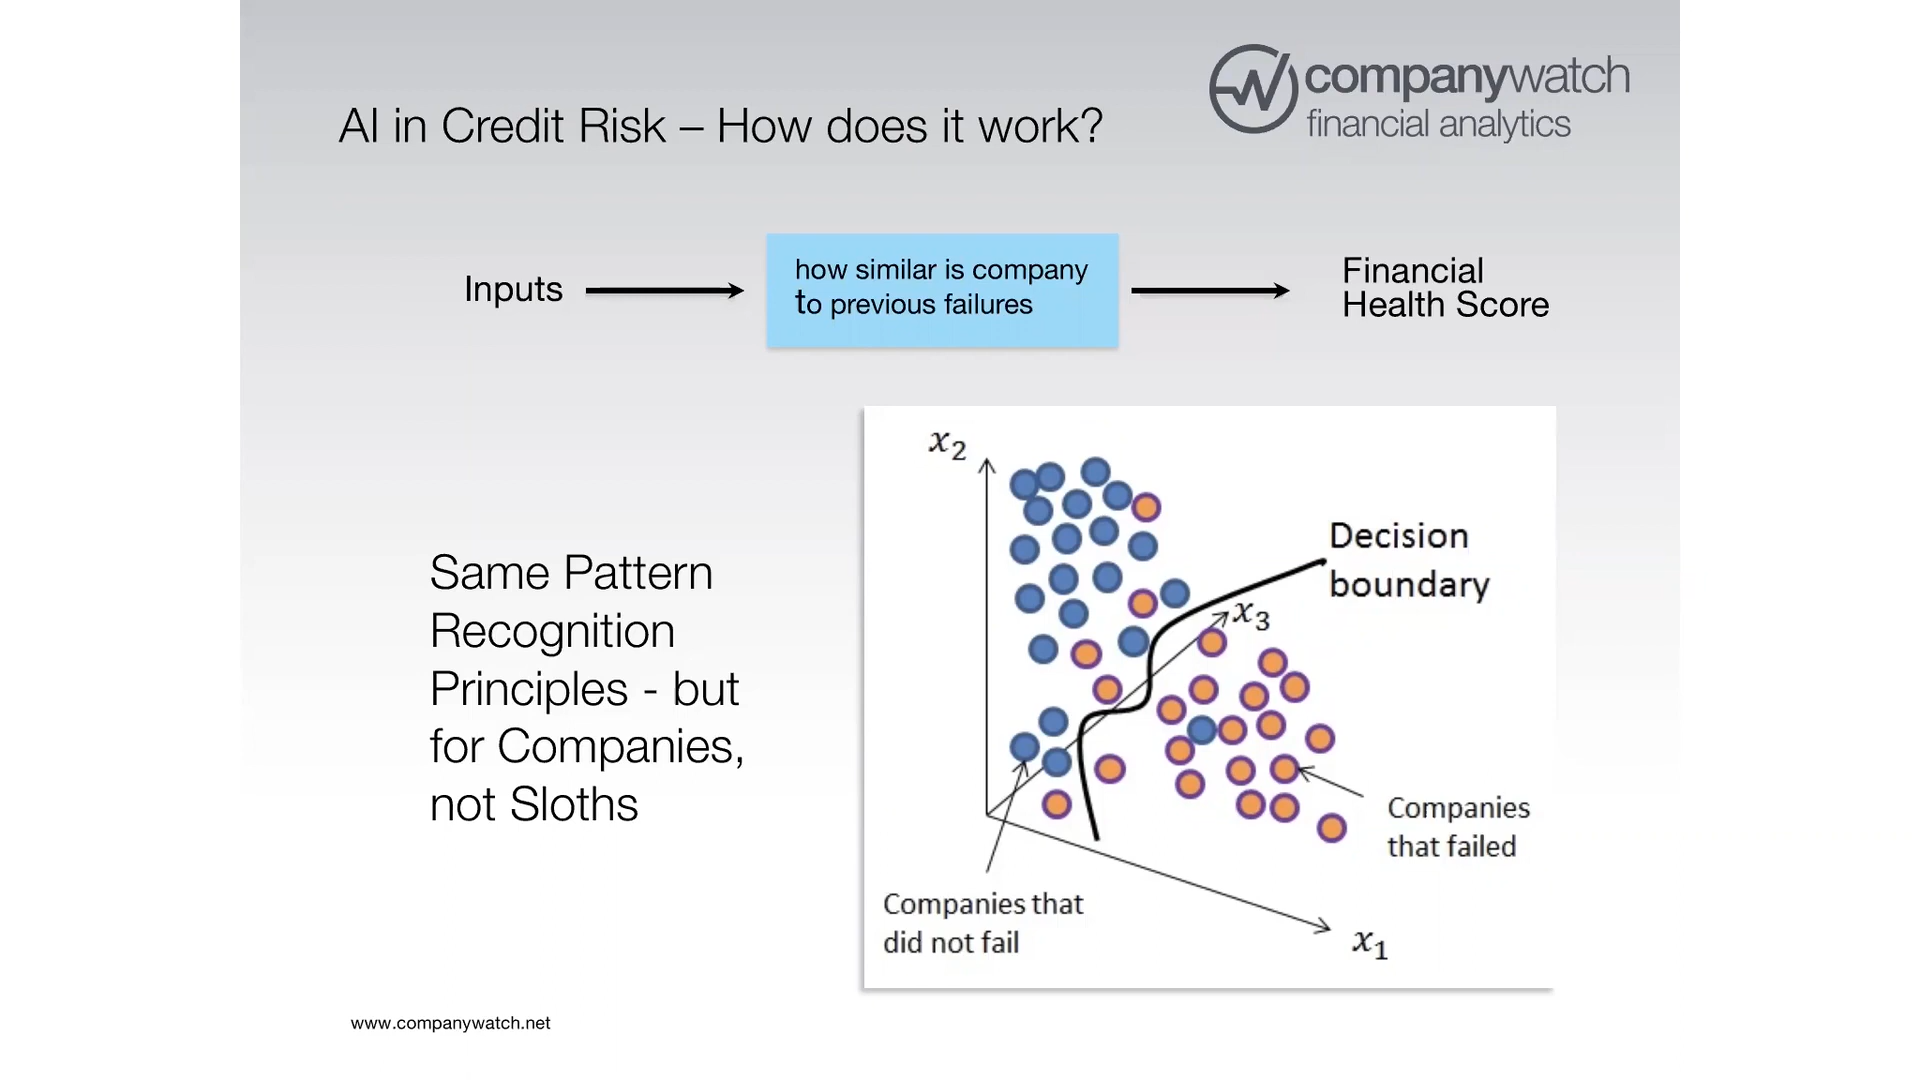 companywatch
financial analytics
AI in Credit Risk – How does it work?
Inputs
how similar is company
to previous failures
Financial
Health Score
Same Pattern
Recognition
Principles - but
for Companies,
not Sloths
x2
Decision
boundary
x3
Companies
that failed
Companies that
did not fail
x1
www.companywatch.net